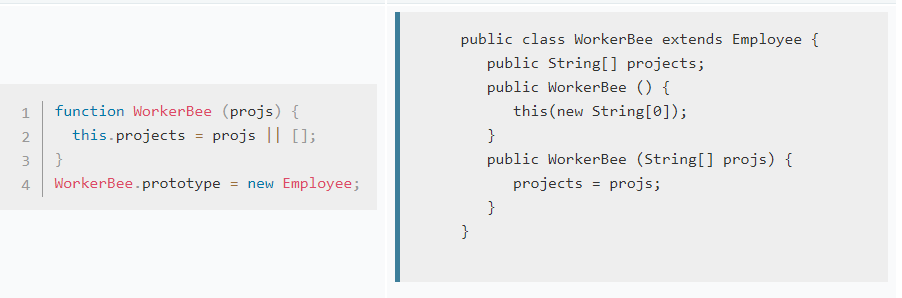 1 function WorkerBee (projs) {
2   this.projects = projs || [];
3 }
4 WorkerBee.prototype = new Employee;
public class WorkerBee extends Employee {
   public String[] projects;
   public WorkerBee () {
      this(new String[0]);
   }
   public WorkerBee (String[] projs) {
      projects = projs;
   }
}